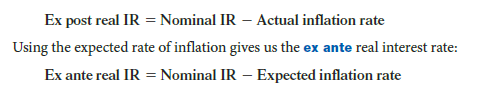 Ex post real IR = Nominal IR − Actual inflation rate
Using the expected rate of inflation gives us the ex ante real interest rate:
Ex ante real IR = Nominal IR − Expected inflation rate